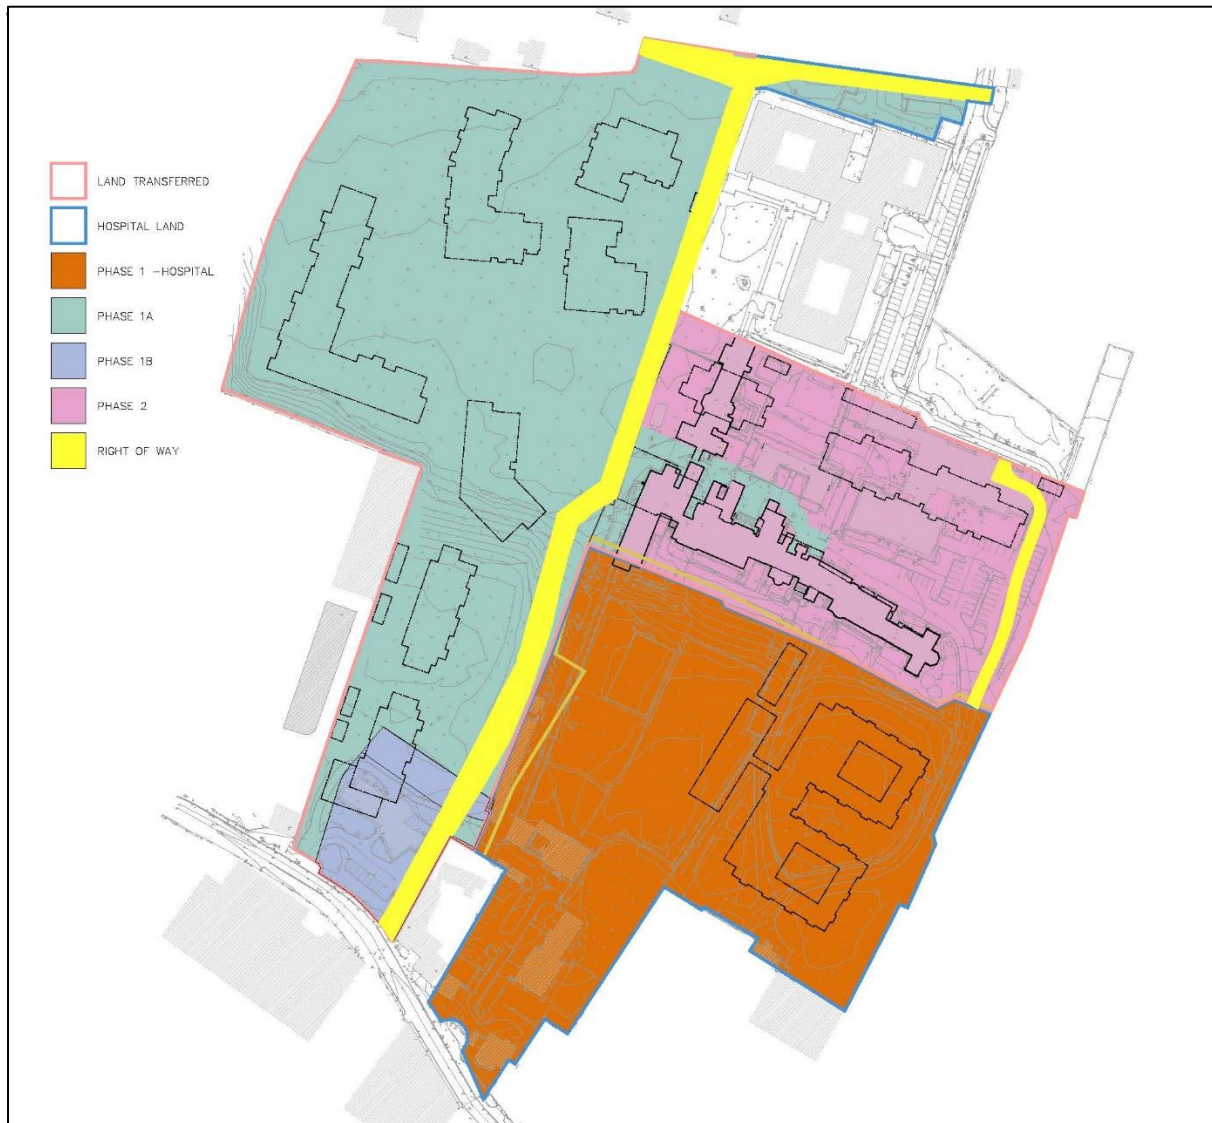 LAND TRANSFERRED
HOSPITAL LAND
PHASE 1 -HOSPITAL
PHASE 1A
PHASE 1B
PHASE 2
RIGHT OF WAY